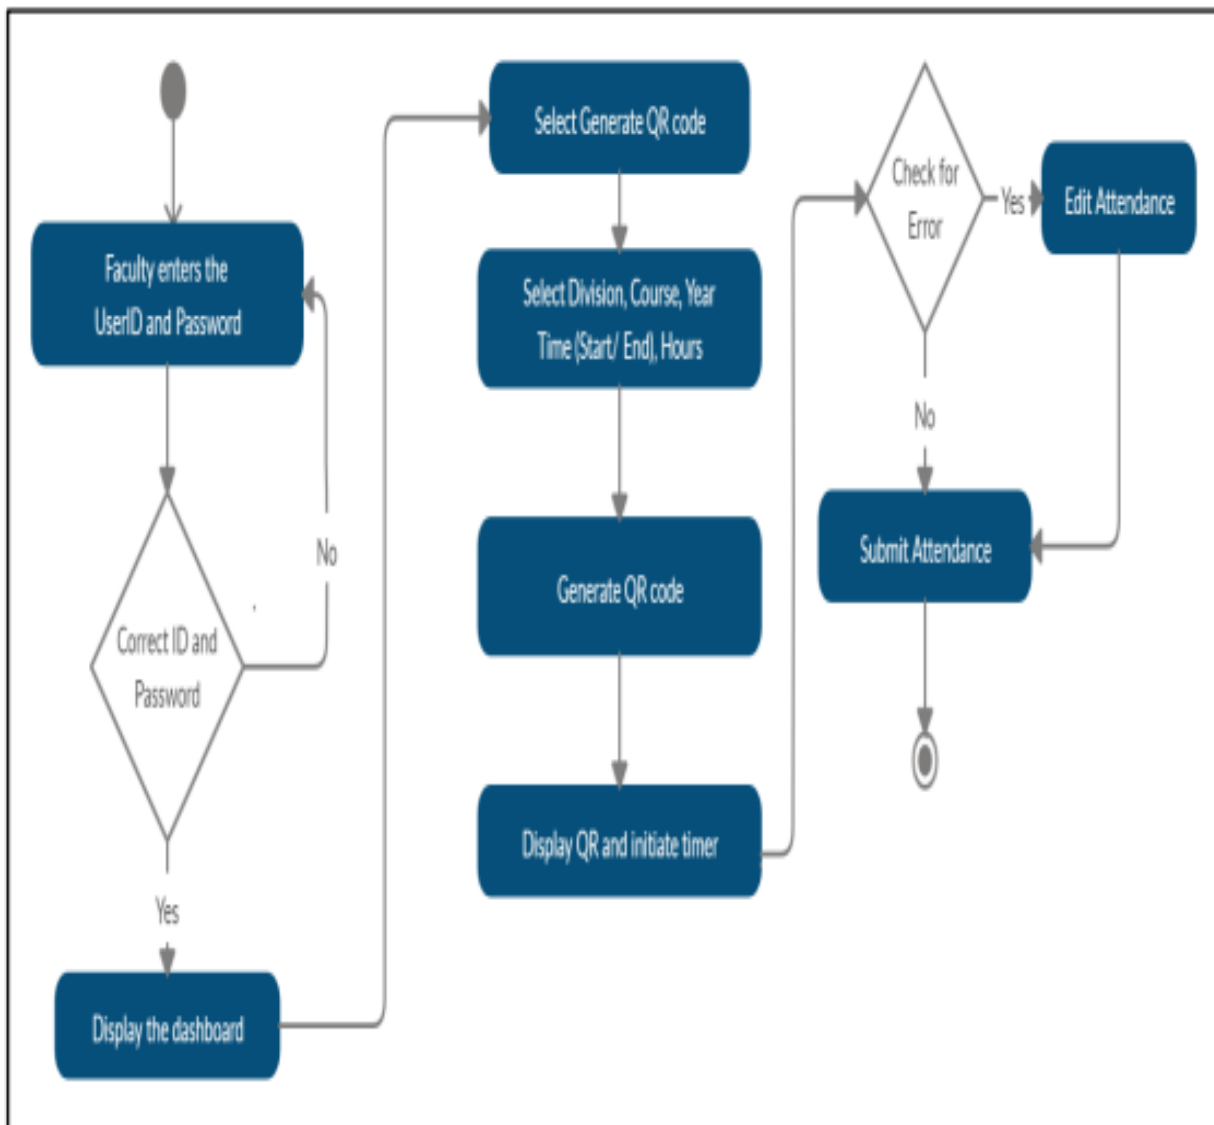 Faculty enters the
UserID and Password
Correct ID and
Password
No
Yes
Display the dashboard
Select Generate QR code
Select Division, Course, Year
Time (Start/ End), Hours
Generate QR code
Display QR and initiate timer
Check for
Error
Yes
Edit Attendance
No
Submit Attendance